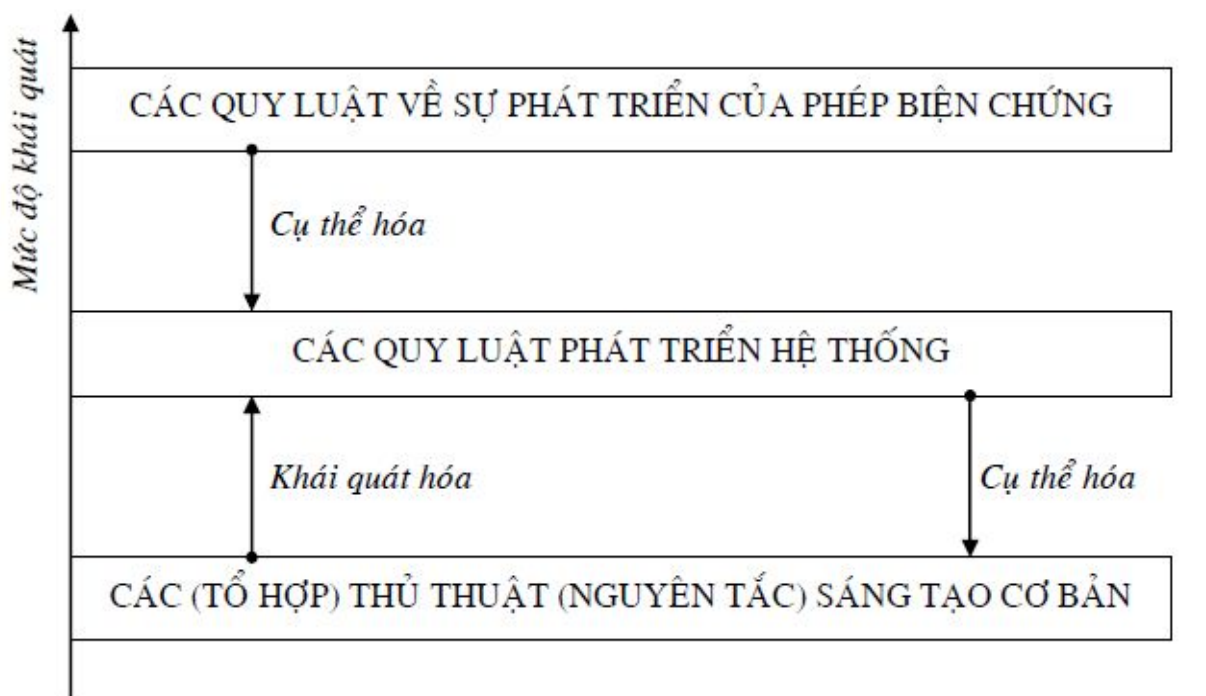 Mức độ khái quát
CÁC QUY LUẬT VỀ SỰ PHÁT TRIỂN CỦA PHÉP BIỆN CHỨNG
Cụ thể hóa
CÁC QUY LUẬT PHÁT TRIỂN HỆ THỐNG
Khái quát hóa
Cụ thể hóa
CÁC (TỔ HỢP) THỦ THUẬT (NGUYÊN TẮC) SÁNG TẠO CƠ BẢN